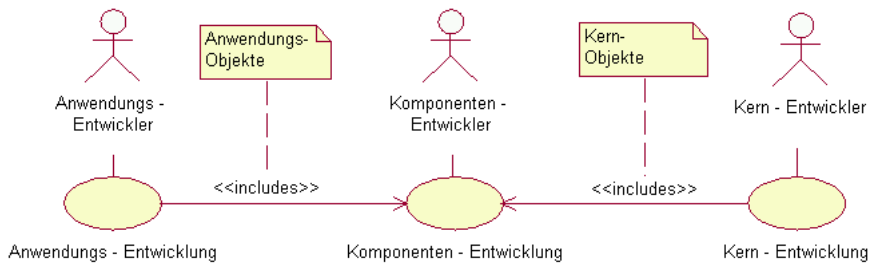 Anwendungs-
Objekte
Kern-
Objekte
Anwendungs -
Entwickler
Komponenten -
Entwickler
Kern - Entwickler
<<includes>>
<<includes>>
Anwendungs - Entwicklung
Komponenten - Entwicklung
Kern - Entwicklung